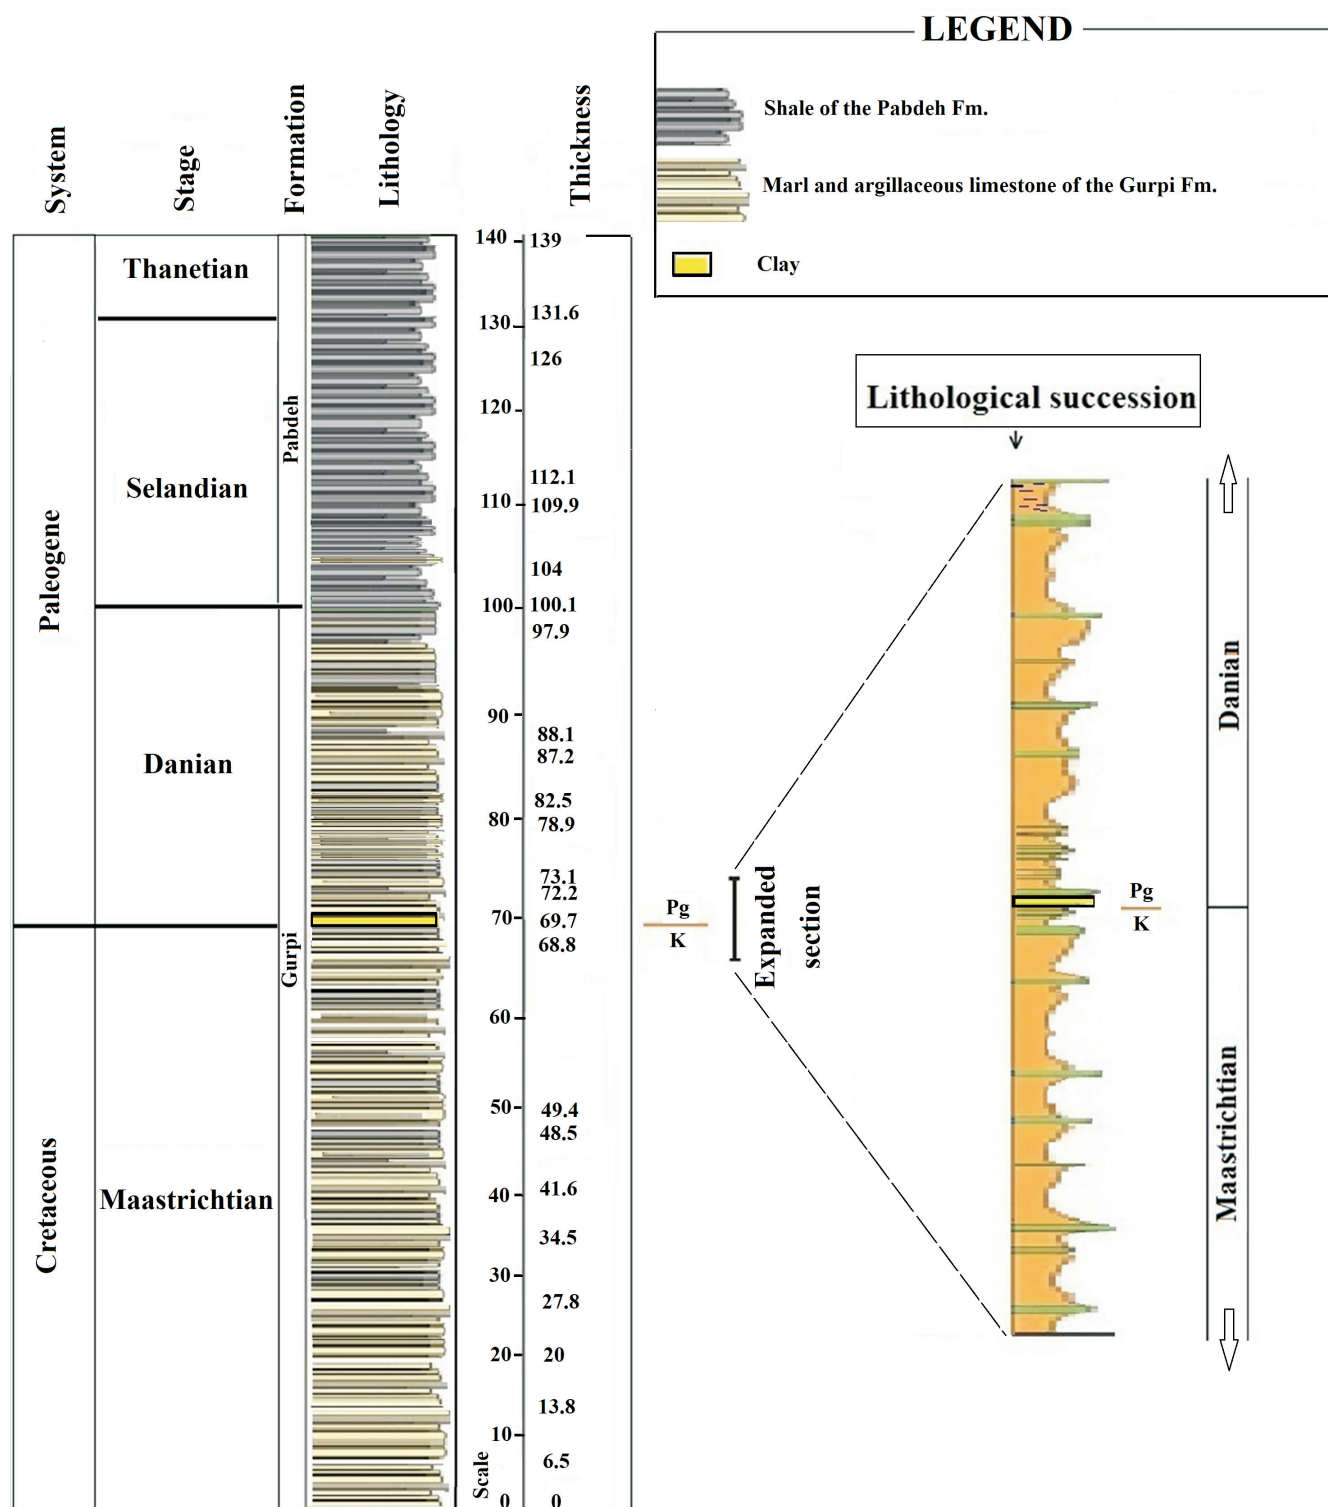 LEGEND
Shale of the Pabdeh Fm.
Marl and argillaceous limestone of the Gurpi Fm.
Clay
System
Stage
Formation
Lithology
Thickness
Paleogene
Cretaceous
Thanetian
Selandian
Danian
Maastrichtian
Pabdeh
Gurpi
140 139
131.6
130
126
120
112.1
110 109.9
104
100 100.1
97.9
90
88.1
87.2
82.5
80 78.9
73.1
72.2
70 69.7
68.8
60
50 49.4
48.5
40 41.6
34.5
30
27.8
20 20
13.8
10
6.5
0 0
Scale
Pg
K
Expanded
section
Lithological succession
Danian
Pg
K
Maastrichtian